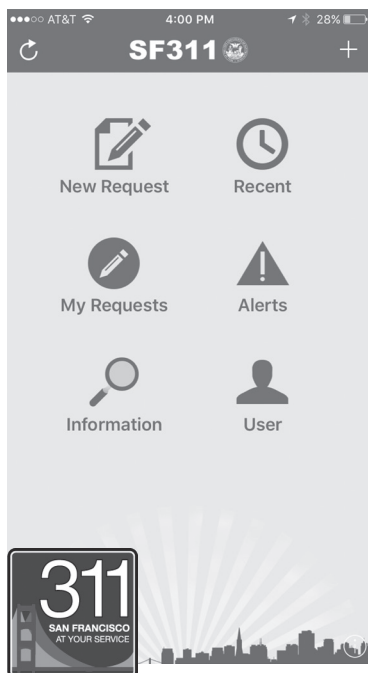 AT&T 4:00 PM 28%
SF311
New Request Recent
My Requests Alerts
Information User
311
SAN FRANCISCO
AT YOUR SERVICE